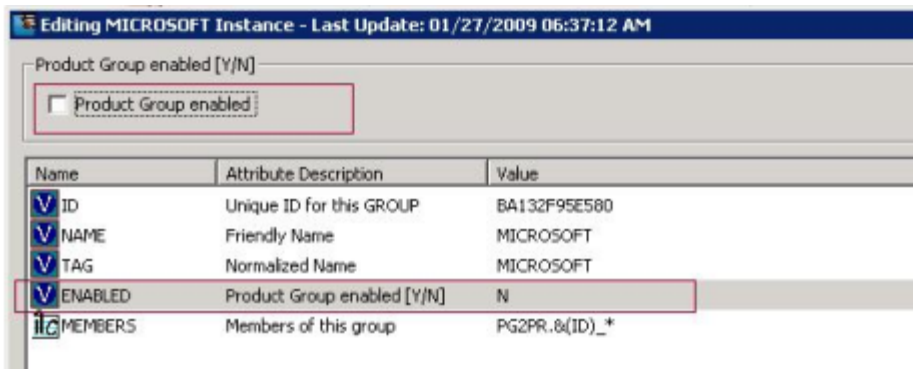 Editing MICROSOFT Instance - Last Update: 01/27/2009 06:37:12 AM
Product Group enabled [Y/N]
Product Group enabled
Name Attribute Description Value
V ID Unique ID for this GROUP BA132F95E580
V NAME Friendly Name MICROSOFT
V TAG Normalized Name MICROSOFT
V ENABLED Product Group enabled [Y/N] N
MEMBERS Members of this group PG2PR.&(ID)_*